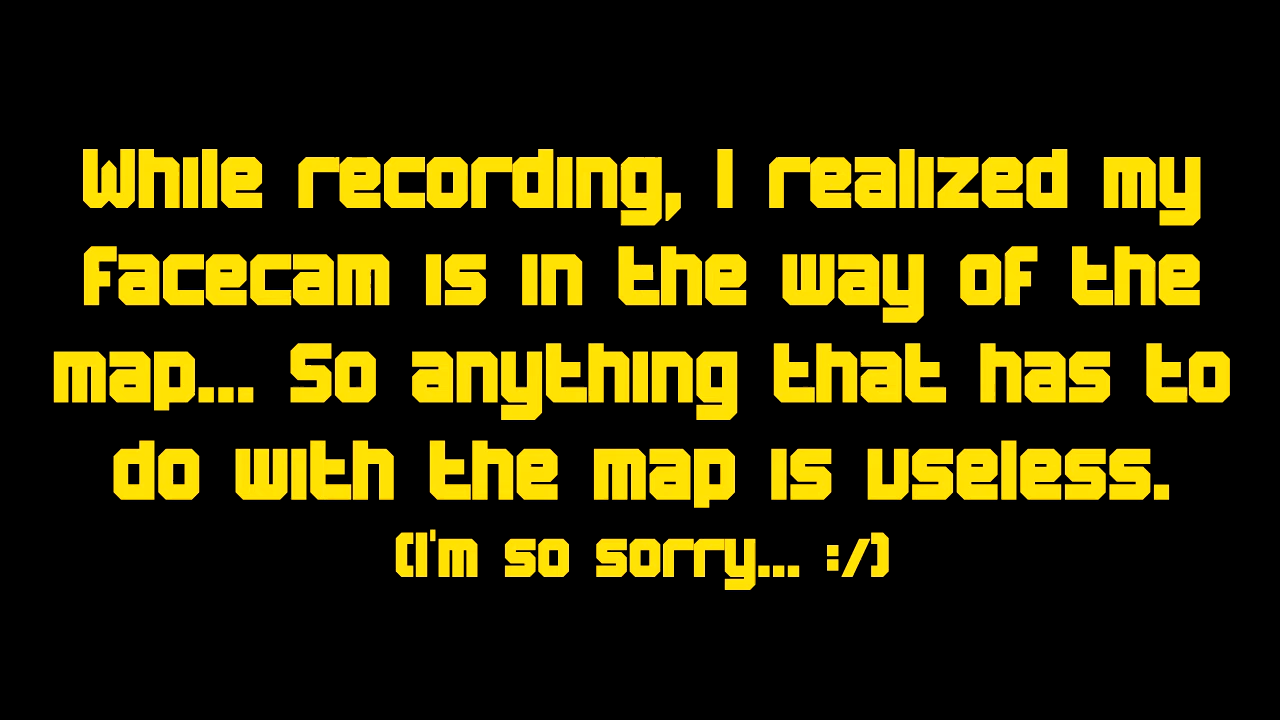 While recording, I realized my
facecam is in the way of the
map... So anything that has to
do with the map is useless.
(I'm so sorry... :/)